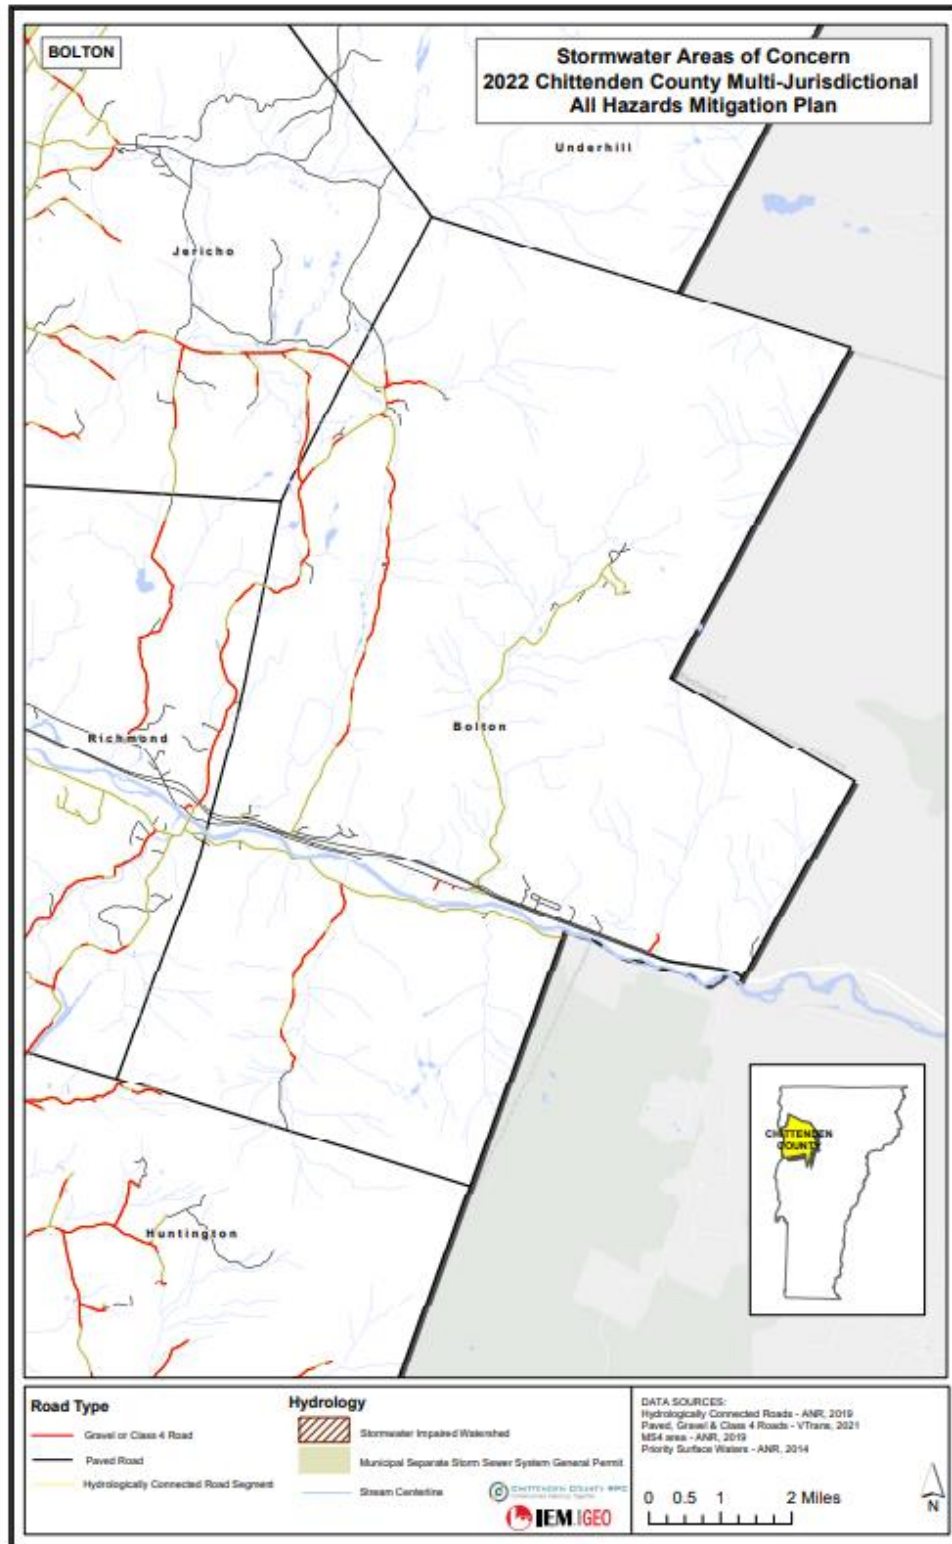 BOLTON
Stormwater Areas of Concern
2022 Chittenden County Multi-Jurisdictional
All Hazards Mitigation Plan
Underhill
Jericho
Bolton
Richmond
Huntington
CHITTENDEN
COUNTY
Road Type
Gravel or Class 4 Road
Paved Road
Hydrologically Connected Road Segment
Hydrology
Stormwater Impaired Watershed
Municipal Separate Storm Sewer System General Permit
Stream Centerline
CHITTENDEN COUNTY RPC
IEM GEO
DATA SOURCES:
Hydrologically Connected Roads - ANR, 2019
Paved, Gravel & Class 4 Roads - VTrans, 2021
MS4 area - ANR, 2019
Priority Surface Waters - ANR, 2014
0 0.5 1 2 Miles
N